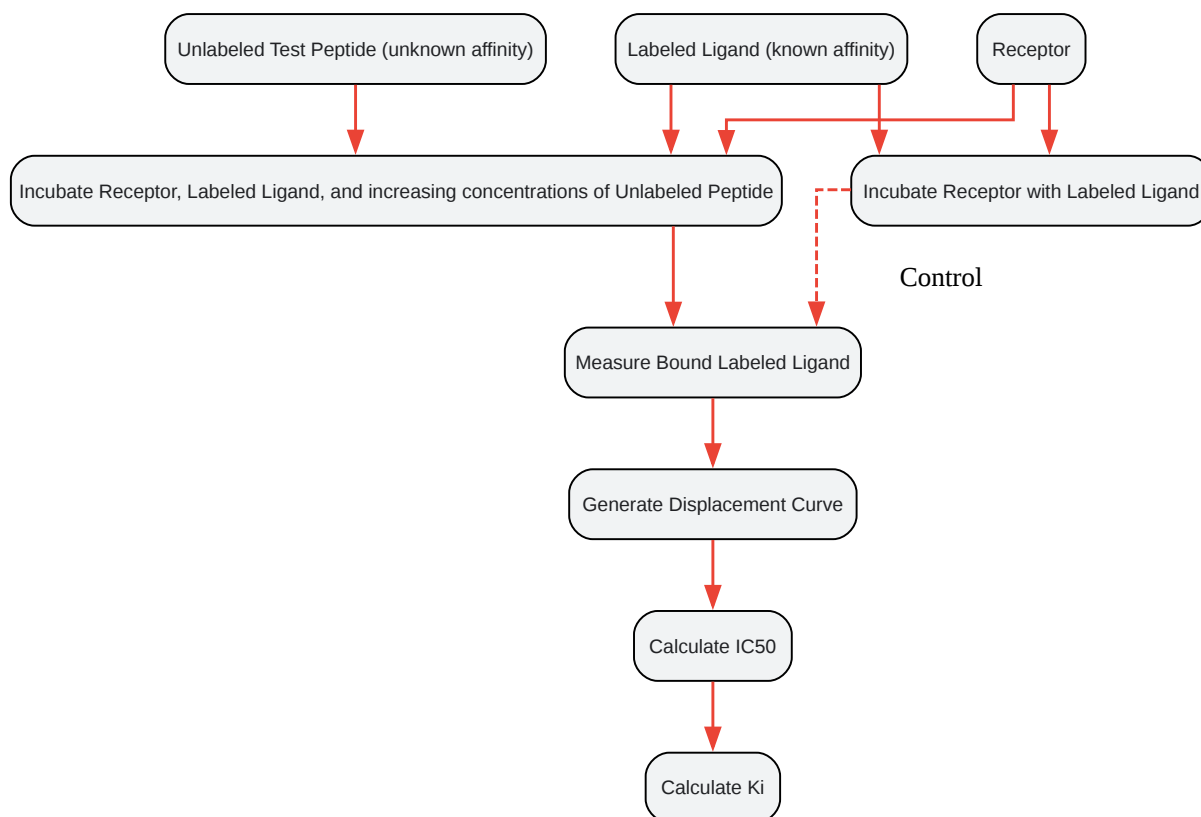 Unlabeled Test Peptide (unknown affinity)
Labeled Ligand (known affinity)
Receptor
Incubate Receptor, Labeled Ligand, and increasing concentrations of Unlabeled Peptide
Incubate Receptor with Labeled Ligand
Control
Measure Bound Labeled Ligand
Generate Displacement Curve
Calculate IC50
Calculate Ki